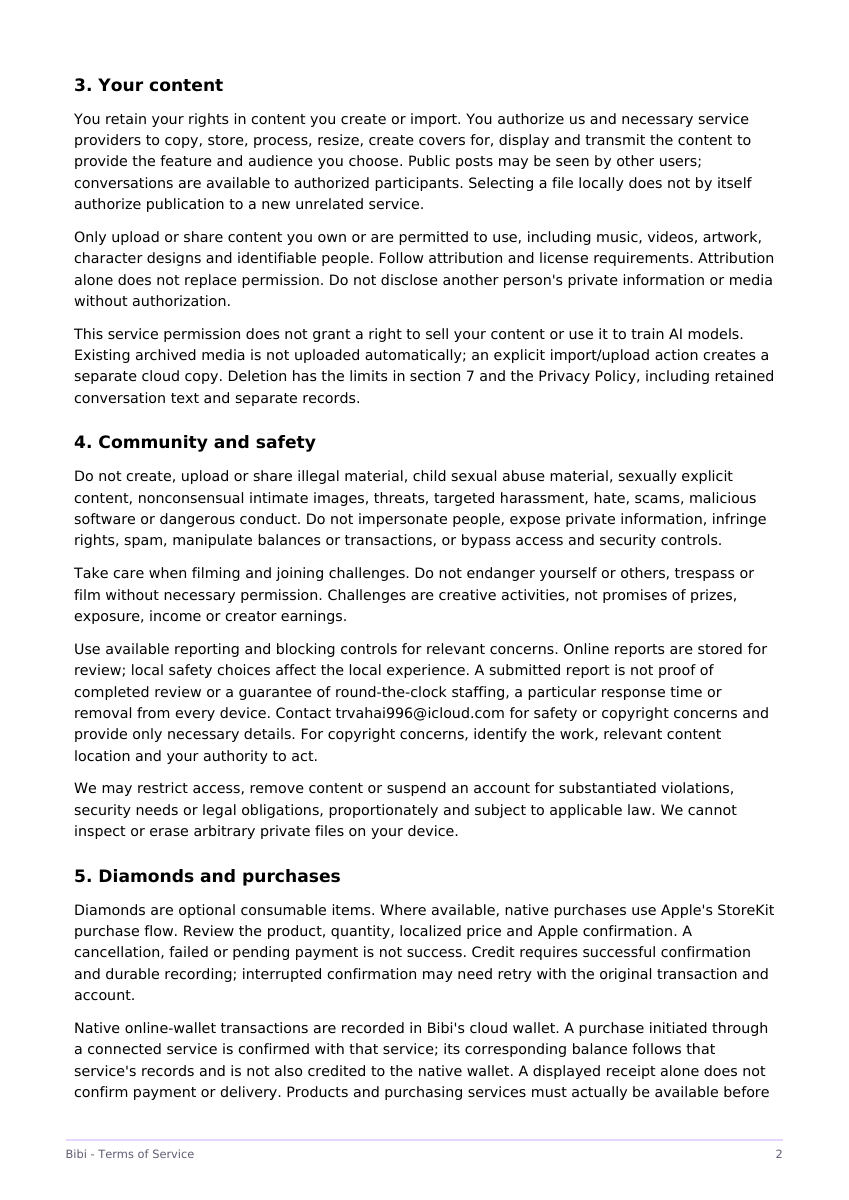 3. Your content
You retain your rights in content you create or import. You authorize us and necessary service
providers to copy, store, process, resize, create covers for, display and transmit the content to
provide the feature and audience you choose. Public posts may be seen by other users;
conversations are available to authorized participants. Selecting a file locally does not by itself
authorize publication to a new unrelated service.
Only upload or share content you own or are permitted to use, including music, videos, artwork,
character designs and identifiable people. Follow attribution and license requirements. Attribution
alone does not replace permission. Do not disclose another person's private information or media
without authorization.
This service permission does not grant a right to sell your content or use it to train AI models.
Existing archived media is not uploaded automatically; an explicit import/upload action creates a
separate cloud copy. Deletion has the limits in section 7 and the Privacy Policy, including retained
conversation text and separate records.
4. Community and safety
Do not create, upload or share illegal material, child sexual abuse material, sexually explicit
content, nonconsensual intimate images, threats, targeted harassment, hate, scams, malicious
software or dangerous conduct. Do not impersonate people, expose private information, infringe
rights, spam, manipulate balances or transactions, or bypass access and security controls.
Take care when filming and joining challenges. Do not endanger yourself or others, trespass or
film without necessary permission. Challenges are creative activities, not promises of prizes,
exposure, income or creator earnings.
Use available reporting and blocking controls for relevant concerns. Online reports are stored for
review; local safety choices affect the local experience. A submitted report is not proof of
completed review or a guarantee of round-the-clock staffing, a particular response time or
removal from every device. Contact trvahai996@icloud.com for safety or copyright concerns and
provide only necessary details. For copyright concerns, identify the work, relevant content
location and your authority to act.
We may restrict access, remove content or suspend an account for substantiated violations,
security needs or legal obligations, proportionately and subject to applicable law. We cannot
inspect or erase arbitrary private files on your device.
5. Diamonds and purchases
Diamonds are optional consumable items. Where available, native purchases use Apple's StoreKit
purchase flow. Review the product, quantity, localized price and Apple confirmation. A
cancellation, failed or pending payment is not success. Credit requires successful confirmation
and durable recording; interrupted confirmation may need retry with the original transaction and
account.
Native online-wallet transactions are recorded in Bibi's cloud wallet. A purchase initiated through
a connected service is confirmed with that service; its corresponding balance follows that
service's records and is not also credited to the native wallet. A displayed receipt alone does not
confirm payment or delivery. Products and purchasing services must actually be available before
Bibi - Terms of Service
2